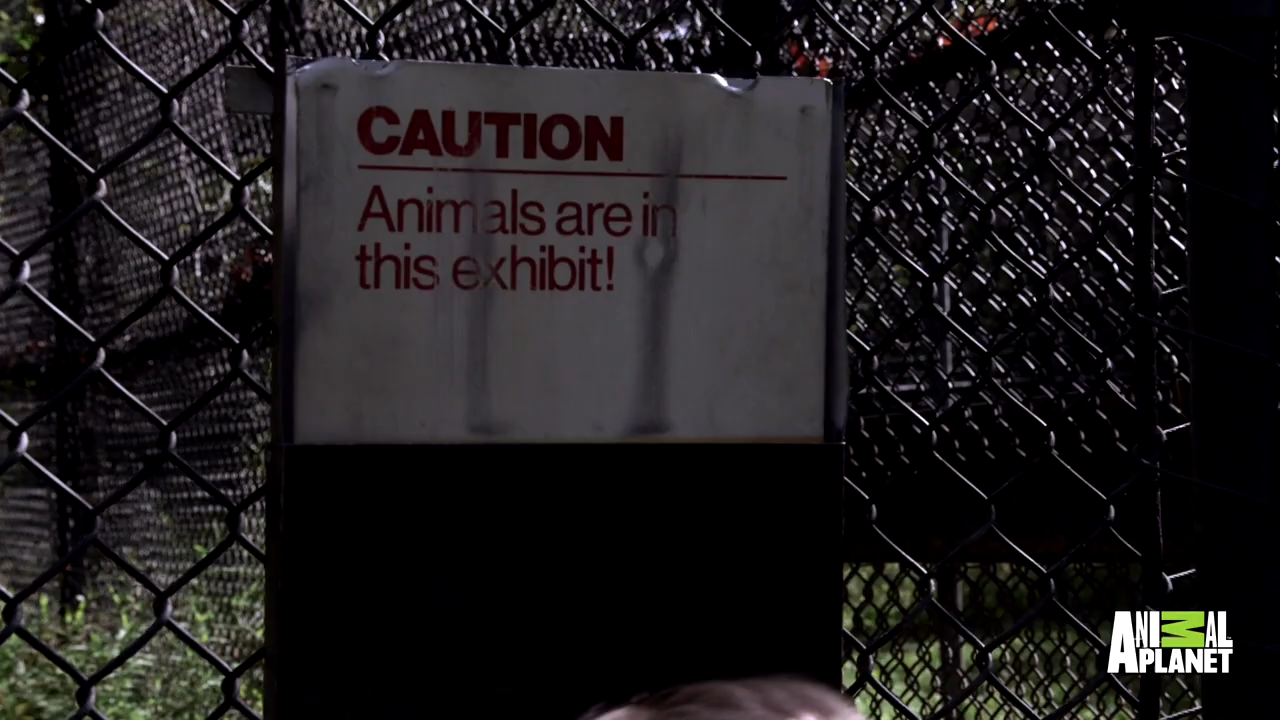 CAUTION
Animals are in
this exhibit!
ANIMAL
PLANET